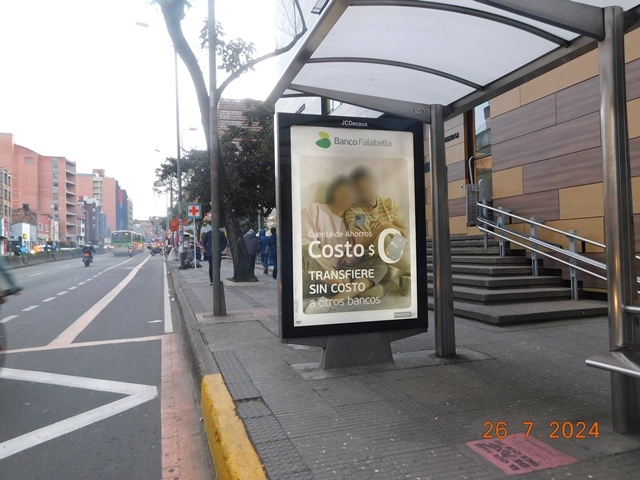 JCDecaux
Banco Falabella
Cuenta de Ahorros
Costo $0
TRANSFIERE
SIN COSTO
a otros bancos
26.7.2024